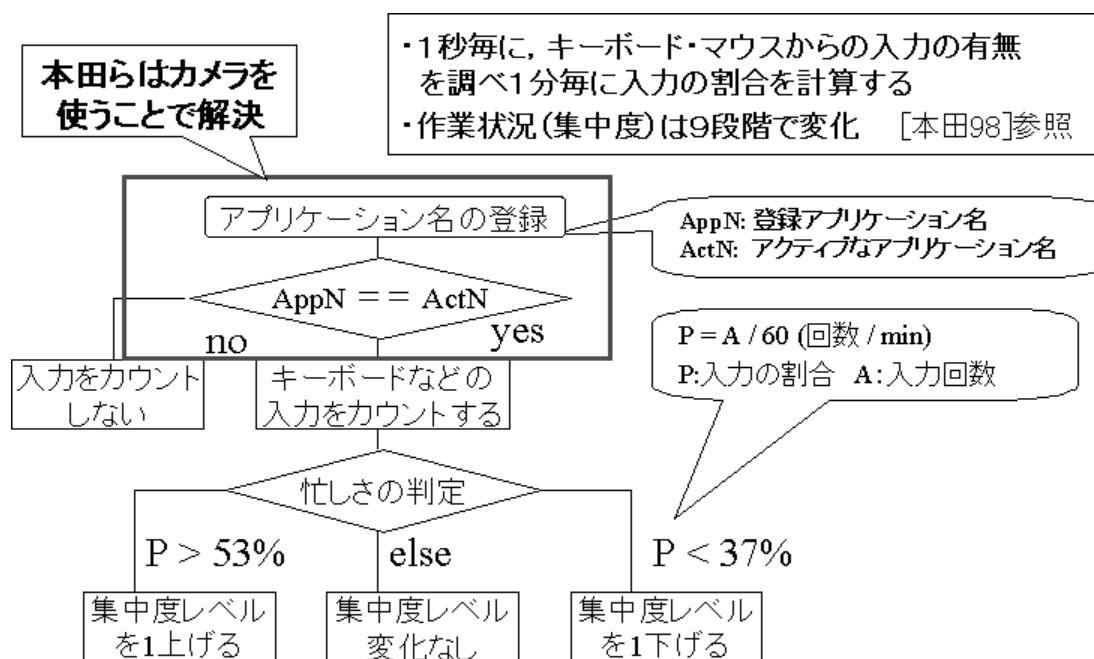 ・1秒毎に，キーボード・マウスからの入力の有無
を調べ1分毎に入力の割合を計算する
・作業状況(集中度)は9段階で変化　[本田98]参照
本田らはカメラを
使うことで解決
アプリケーション名の登録
AppN: 登録アプリケーション名
ActN: アクティブなアプリケーション名
AppN == ActN
no
yes
P = A / 60 (回数 / min)
P:入力の割合 A:入力回数
入力をカウント
しない
キーボードなどの
入力をカウントする
忙しさの判定
P > 53%
else
P < 37%
集中度レベル
を1上げる
集中度レベル
変化なし
集中度レベル
を1下げる